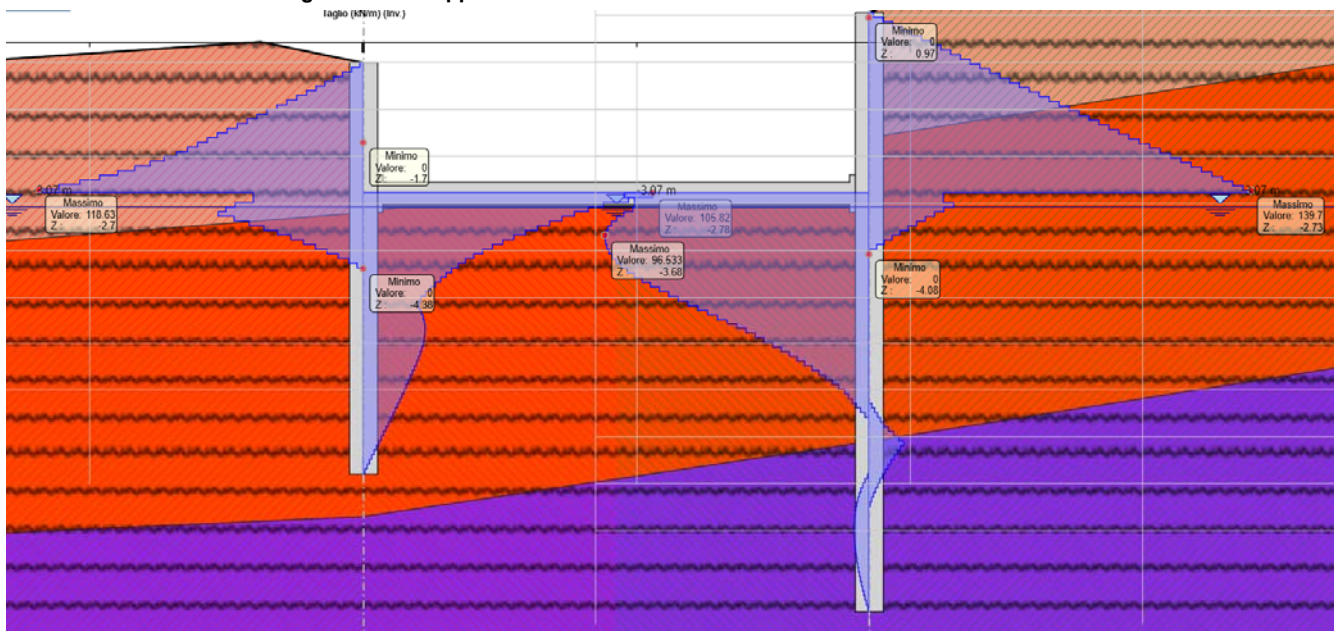 Taglio (kN/m) (Inv.)
Minimo
Valore: 0
Z : 0.97
Minimo
Valore: 0
Z : -1.7
-3.07 m
-3.07 m
-3.07 m
Massimo
Valore: 118.63
Z : -2.7
Massimo
Valore: 105.82
Z : -2.78
Massimo
Valore: 139.7
Z : -2.73
Massimo
Valore: 96.533
Z : -3.68
Minimo
Valore: 0
Z : -4.38
Minimo
Valore: 0
Z : -4.08